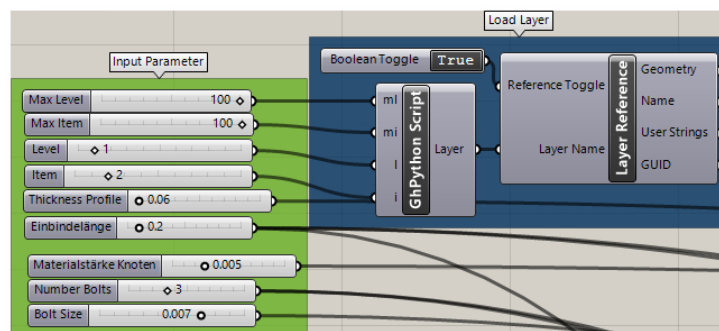 Load Layer
Input Parameter
Boolean Toggle True
Max Level 100
Max Item 100
Level 1
Item 2
Thickness Profile 0.06
Einbindelänge 0.2
Materialstärke Knoten 0.005
Number Bolts 3
Bolt Size 0.007
ml
mi
l
i
GhPython Script
Layer
Reference Toggle
Layer Name
Layer Reference
Geometry
Name
User Strings
GUID